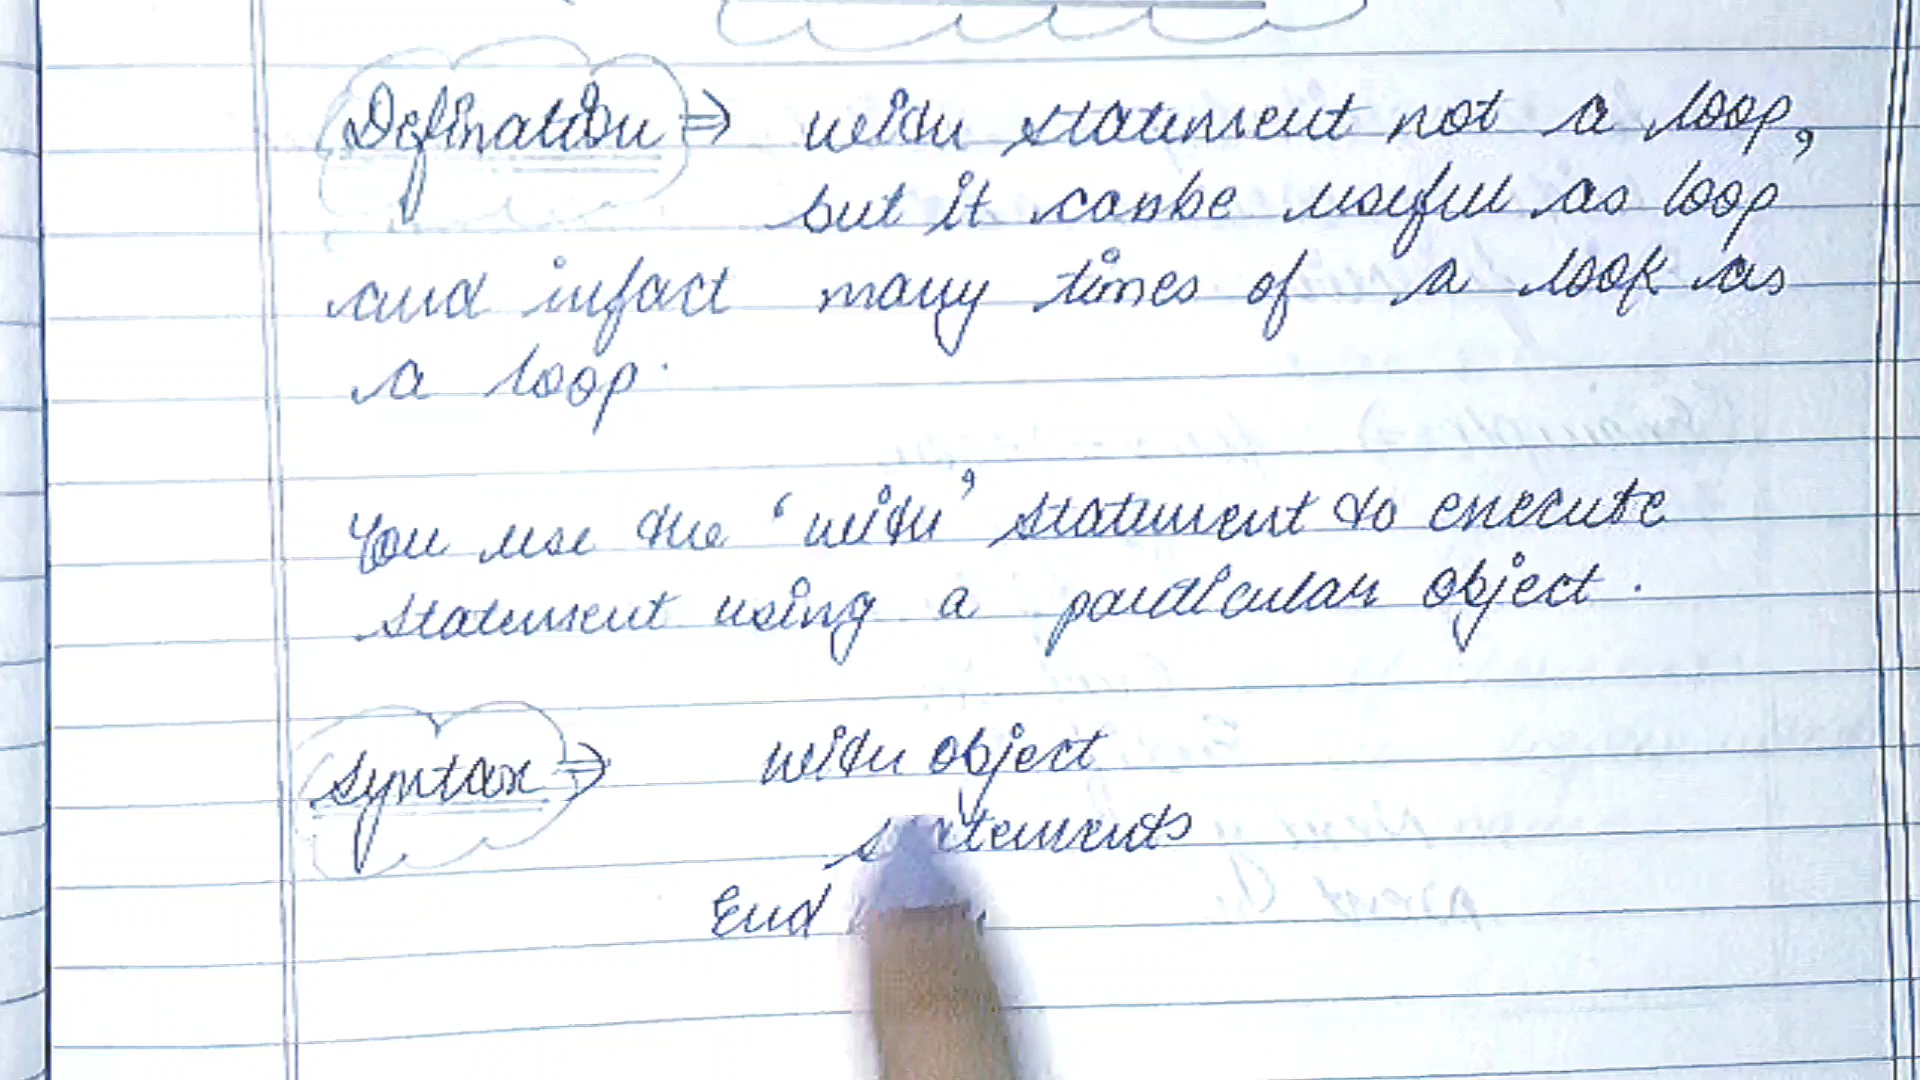 Defination ⇒ with statement not a loop,
but it canbe useful as loop
and infact many times of a look as
a loop.
You use the 'with' statement to execute
statement using a particular object.
Syntax ⇒ with object
statements
End